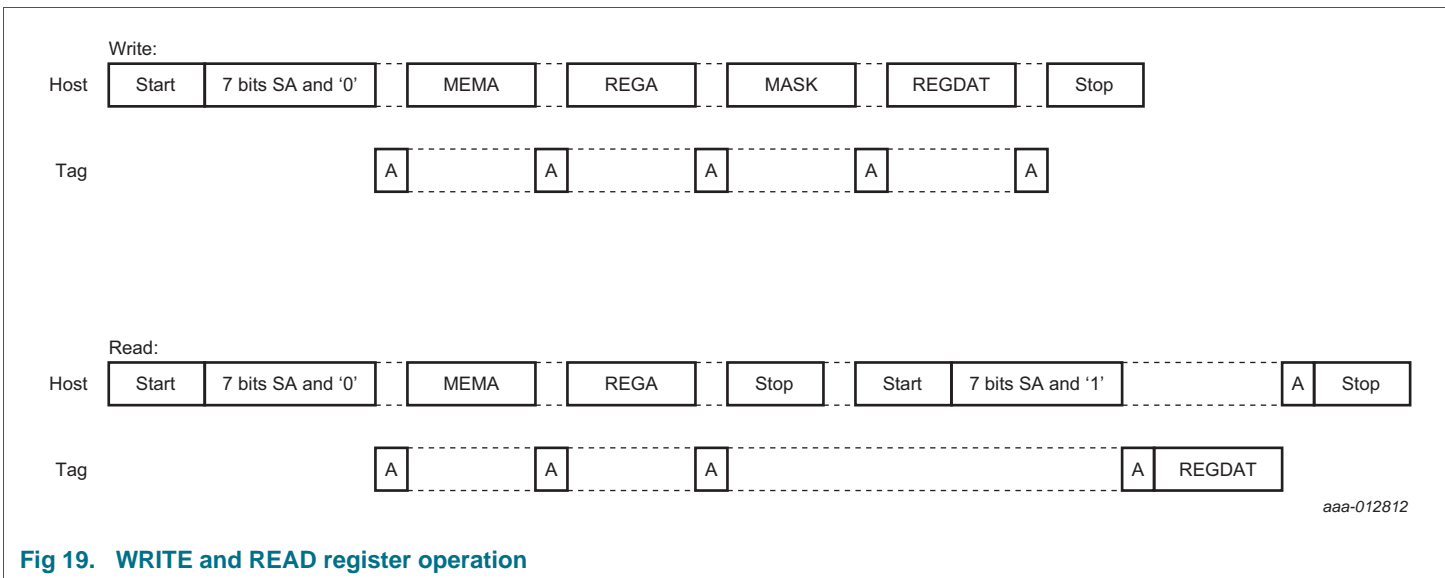 Write:
Host Start 7 bits SA and ‘0’ MEMA REGA MASK REGDAT Stop
Tag A A A A A
Read:
Host Start 7 bits SA and ‘0’ MEMA REGA Stop Start 7 bits SA and ‘1’ A Stop
Tag A A A A REGDAT
aaa-012812
Fig 19. WRITE and READ register operation